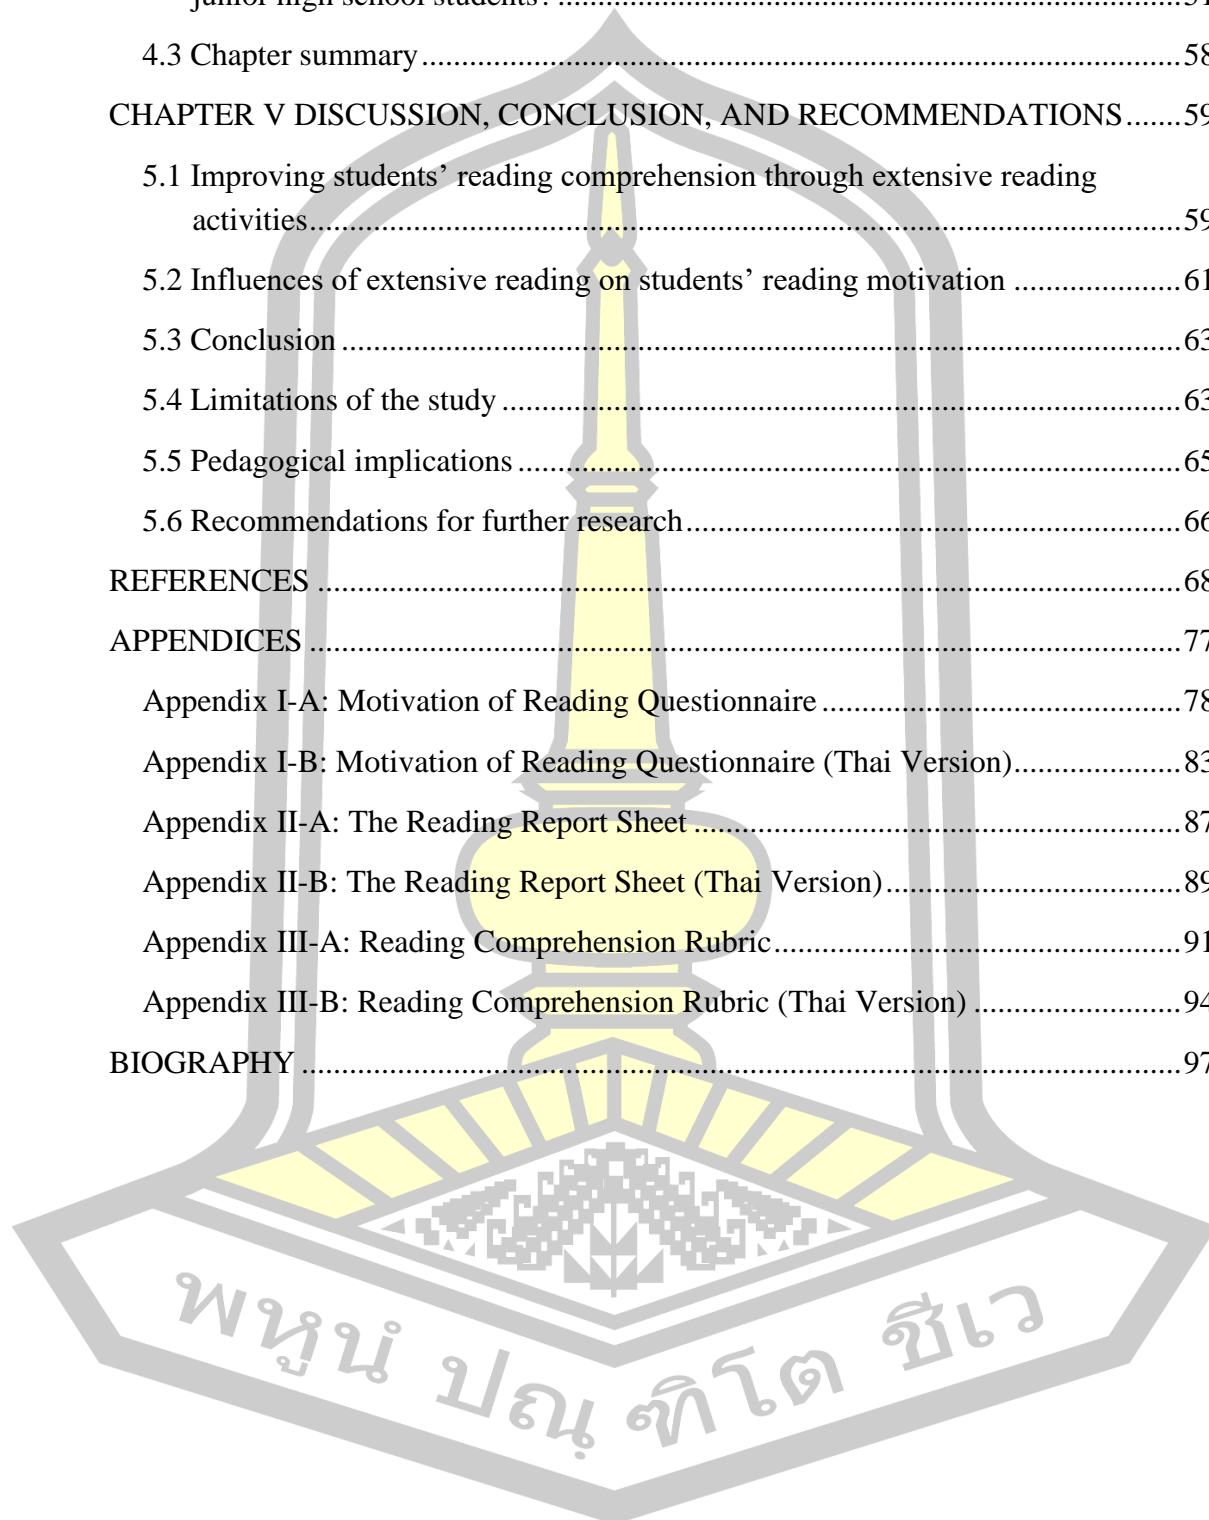 junior high school students? .......................................................................... 51
4.3 Chapter summary .......................................................................... 58
CHAPTER V DISCUSSION, CONCLUSION, AND RECOMMENDATIONS ....... 59
5.1 Improving students’ reading comprehension through extensive reading
activities .......................................................................... 59
5.2 Influences of extensive reading on students’ reading motivation .................... 61
5.3 Conclusion .......................................................................... 63
5.4 Limitations of the study .......................................................................... 63
5.5 Pedagogical implications .......................................................................... 65
5.6 Recommendations for further research .......................................................... 66
REFERENCES .......................................................................... 68
APPENDICES .......................................................................... 77
Appendix I-A: Motivation of Reading Questionnaire .......................................... 78
Appendix I-B: Motivation of Reading Questionnaire (Thai Version) .................... 83
Appendix II-A: The Reading Report Sheet .......................................................... 87
Appendix II-B: The Reading Report Sheet (Thai Version) .................................. 89
Appendix III-A: Reading Comprehension Rubric ................................................ 91
Appendix III-B: Reading Comprehension Rubric (Thai Version) ........................ 94
BIOGRAPHY .......................................................................... 97
พหูนํ ปณฺฑิโต ชีเว